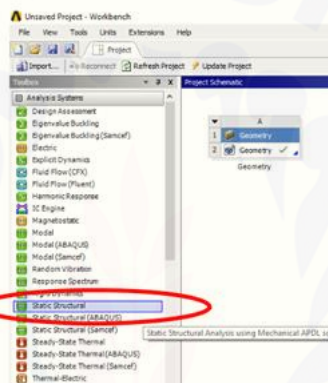 Unsaved Project - Workbench
File View Tools Units Extensions Help
Project
Import... Reconnect Refresh Project Update Project
Toolbox Project Schematic
Analysis Systems
Design Assessment
Eigenvalue Buckling
Eigenvalue Buckling (Samcef)
Electric
Explicit Dynamics
Fluid Flow (CFX)
Fluid Flow (Fluent)
Harmonic Response
IC Engine
Magnetostatic
Modal
Modal (ABAQUS)
Modal (Samcef)
Random Vibration
Response Spectrum
Rigid Dynamics
Static Structural
Static Structural (ABAQUS)
Static Structural (Samcef)
Steady-State Thermal
Steady-State Thermal (ABAQUS)
Steady-State Thermal (Samcef)
Thermal-Electric
A
1 Geometry
2 Geometry
Geometry
Static Structural Analysis using Mechanical APDL